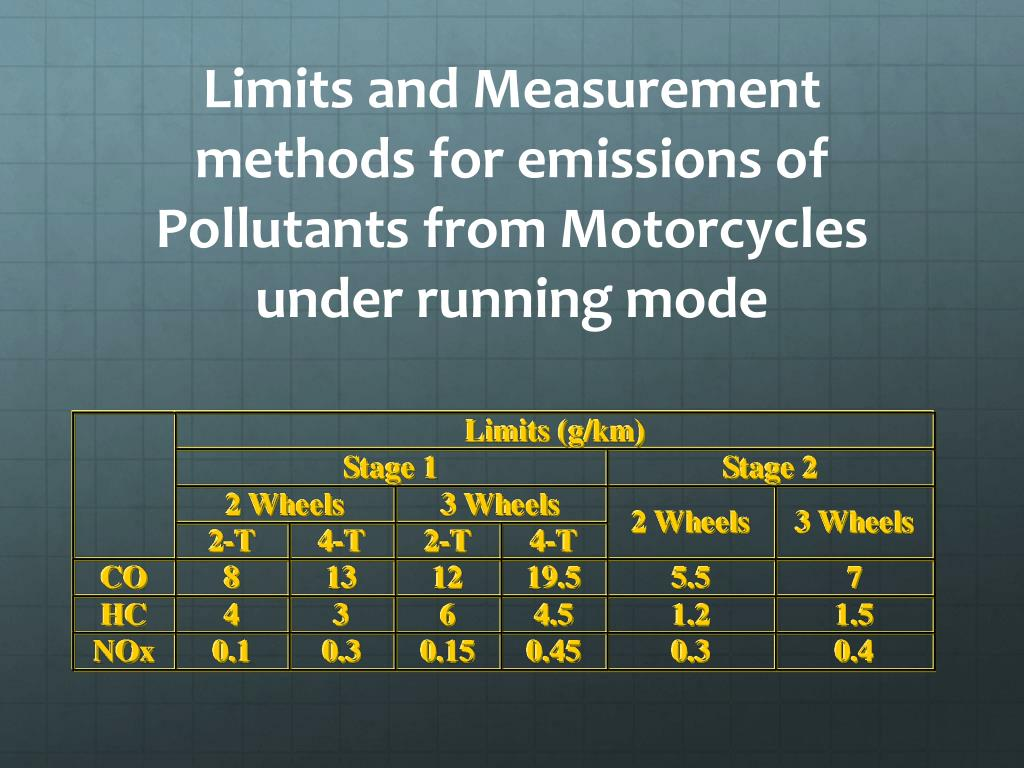 Limits and Measurement
methods for emissions of
Pollutants from Motorcycles
under running mode
Limits (g/km)
Stage 1 Stage 2
2 Wheels 3 Wheels 2 Wheels 3 Wheels
2-T 4-T 2-T 4-T
CO 8 13 12 19.5 5.5 7
HC 4 3 6 4.5 1.2 1.5
NOx 0.1 0.3 0.15 0.45 0.3 0.4